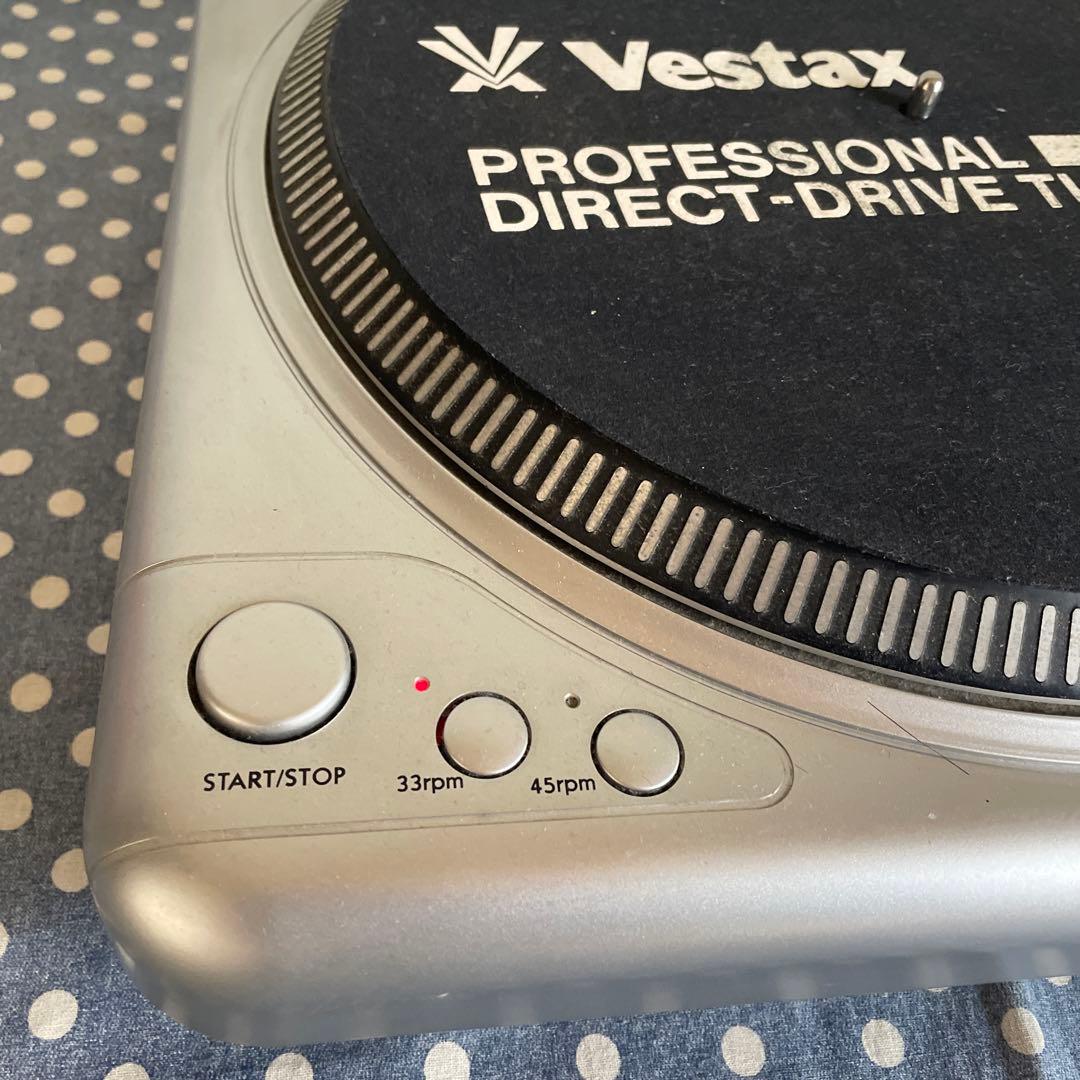 Vestax
PROFESSIONAL
DIRECT-DRIVE
START/STOP
33rpm
45rpm